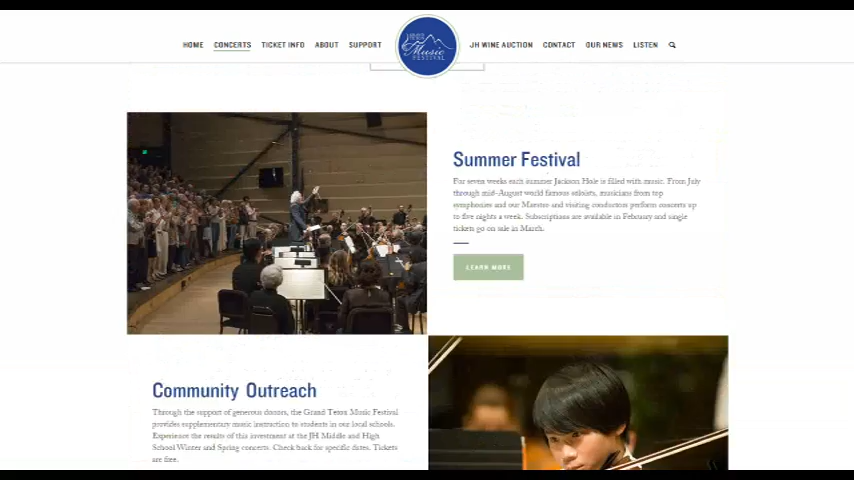 HOME CONCERTS TICKET INFO ABOUT SUPPORT
Music
FESTIVAL
JH WINE AUCTION CONTACT OUR NEWS LISTEN
Summer Festival
For seven weeks each summer Jackson Hole is filled with music. From July
through mid-August world famous soloists, musicians from top
symphonies and our Maestro and visiting conductors perform concerts up
to five nights a week. Subscriptions are available in February and single
tickets go on sale in March.
LEARN MORE
Community Outreach
Through the support of generous donors, the Grand Teton Music Festival
provides supplementary music instruction to students in our local schools.
Experience the results of this investment at the JH Middle and High
School Winter and Spring concerts. Check back for specific dates. Tickets
are free.